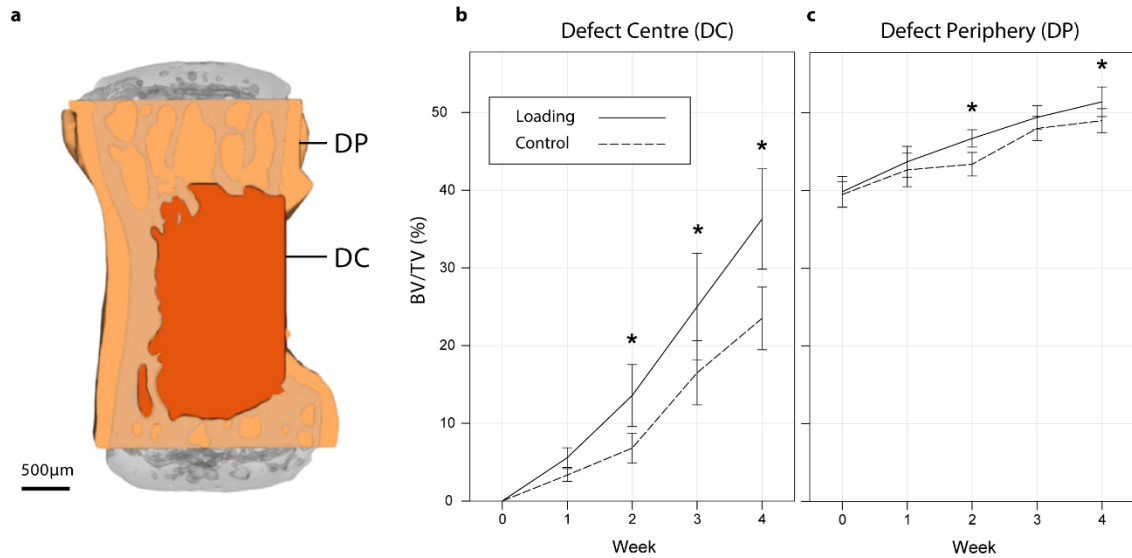 a
DP
DC
500µm
b
Defect Centre (DC)
BV/TV (%)
50
40
30
20
10
0
Loading
Control
*
*
*
0 1 2 3 4
Week
c
Defect Periphery (DP)
*
*
0 1 2 3 4
Week